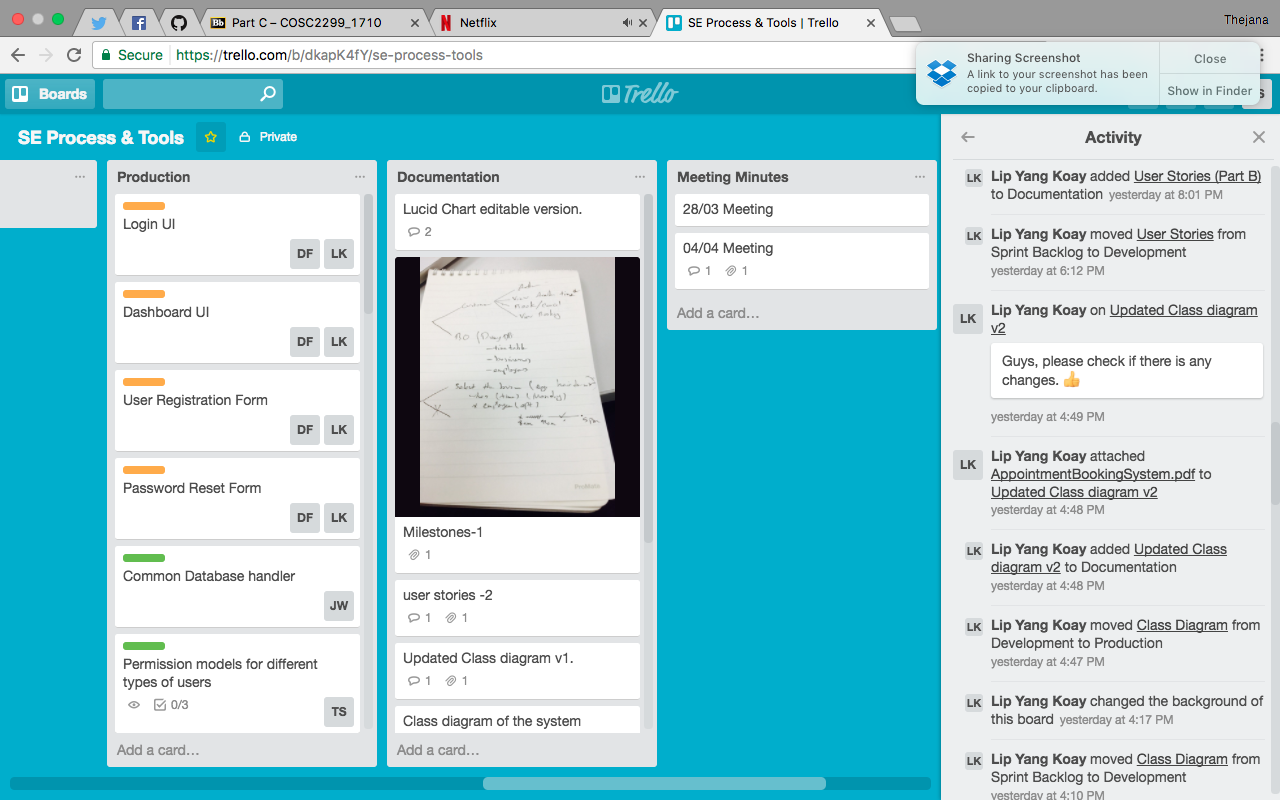 Part C – COSC2299_1710
Netflix
SE Process & Tools | Trello
Thejana
Secure
https://trello.com/b/dkapK4fY/se-process-tools
Sharing Screenshot
A link to your screenshot has been
copied to your clipboard.
Close
Show in Finder
Boards
Trello
SE Process & Tools
Private
Production
Login UI
DF LK
Dashboard UI
DF LK
User Registration Form
DF LK
Password Reset Form
DF LK
Common Database handler
JW
Permission models for different
types of users
0/3
TS
Add a card…
Documentation
Lucid Chart editable version.
2
Milestones-1
1
user stories -2
1 1
Updated Class diagram v1.
1 1
Class diagram of the system
Add a card…
Meeting Minutes
28/03 Meeting
04/04 Meeting
1 1
Add a card…
Activity
LK Lip Yang Koay added User Stories (Part B)
to Documentation yesterday at 8:01 PM
LK Lip Yang Koay moved User Stories from
Sprint Backlog to Development
yesterday at 6:12 PM
LK Lip Yang Koay on Updated Class diagram
v2
Guys, please check if there is any
changes. 👍
yesterday at 4:49 PM
LK Lip Yang Koay attached
AppointmentBookingSystem.pdf to
Updated Class diagram v2
yesterday at 4:48 PM
LK Lip Yang Koay added Updated Class
diagram v2 to Documentation
yesterday at 4:48 PM
LK Lip Yang Koay moved Class Diagram from
Development to Production
yesterday at 4:47 PM
LK Lip Yang Koay changed the background of
this board yesterday at 4:17 PM
LK Lip Yang Koay moved Class Diagram from
Sprint Backlog to Development
yesterday at 4:10 PM